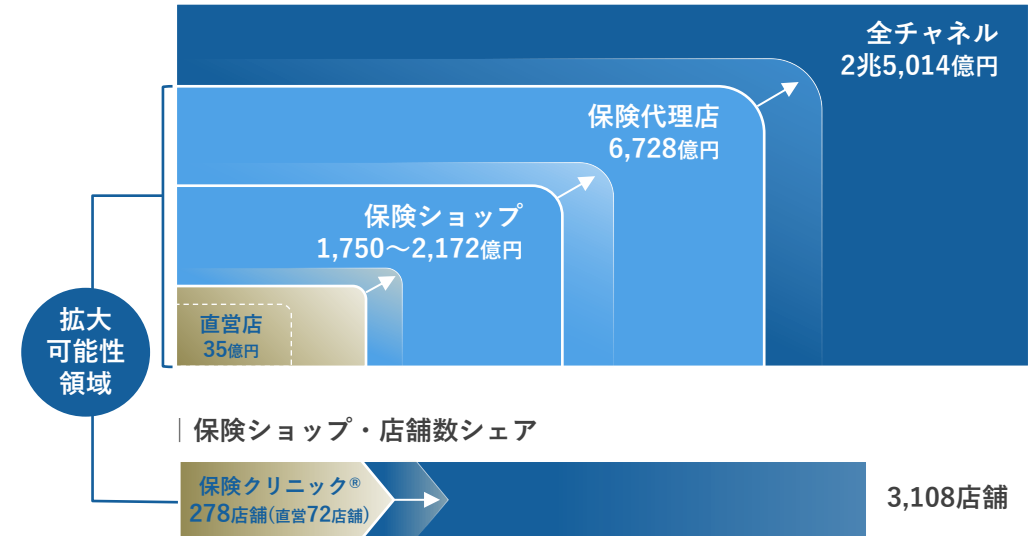 全チャネル
2兆5,014億円
保険代理店
6,728億円
保険ショップ
1,750〜2,172億円
直営店
35億円
拡大
可能性
領域
保険ショップ・店舗数シェア
保険クリニック®
278店舗(直営72店舗)
3,108店舗